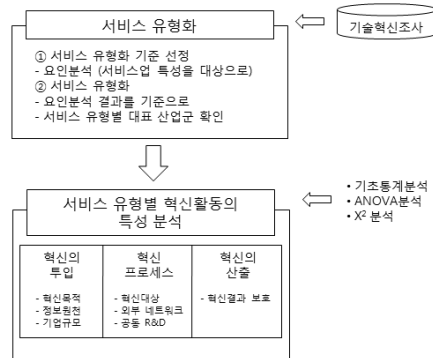 서비스 유형화
기술혁신조사
① 서비스 유형화 기준 선정
- 요인분석 (서비스업 특성을 대상으로)
② 서비스 유형화
- 요인분석 결과를 기준으로
- 서비스 유형별 대표 산업군 확인
서비스 유형별 혁신활동의
특성 분석
• 기초통계분석
• ANOVA분석
• X² 분석
혁신의
투입
- 혁신목적
- 정보원천
- 기업규모
혁신
프로세스
- 혁신대상
- 외부 네트워크
- 공동 R&D
혁신의
산출
- 혁신결과 보호